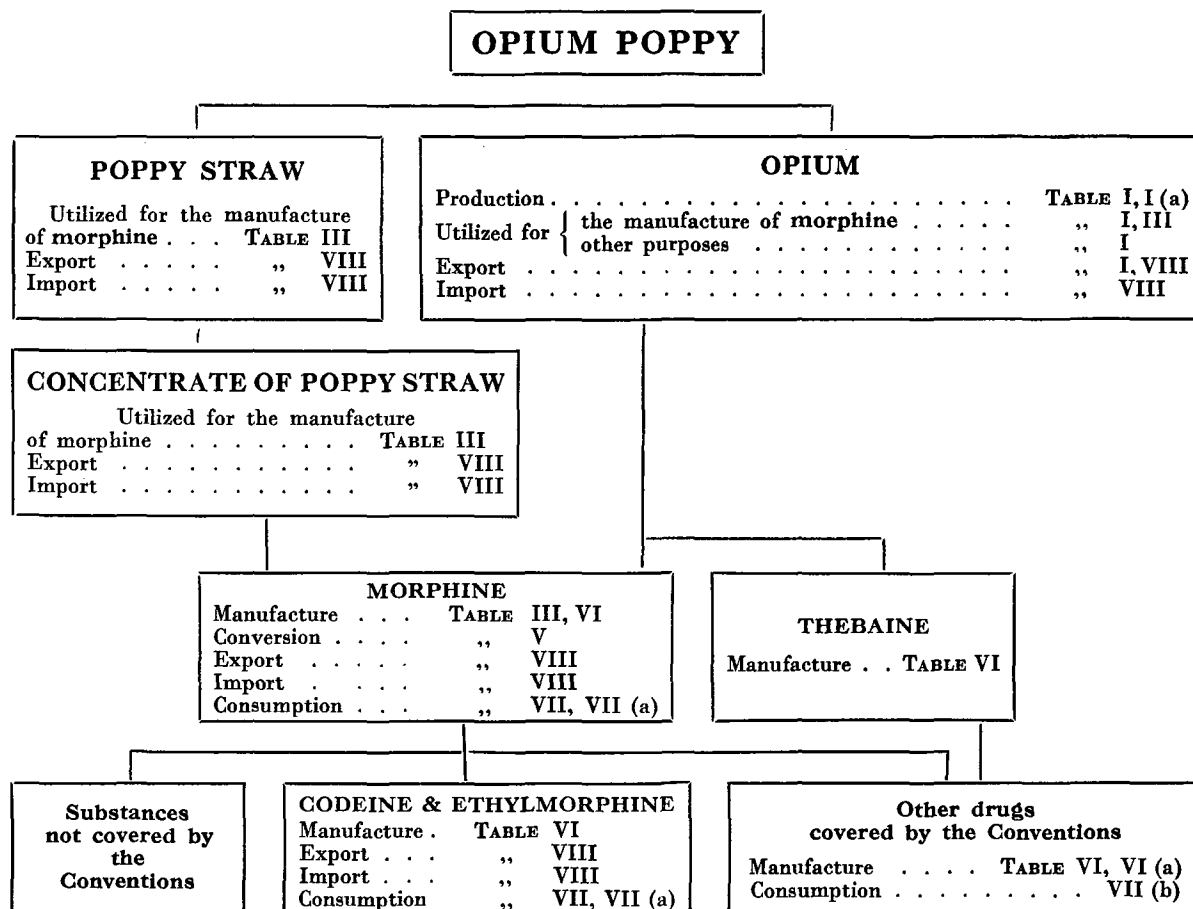 OPIUM POPPY
POPPY STRAW
Utilized for the manufacture
of morphine . . . TABLE III
Export . . . . . ,, VIII
Import . . . . . ,, VIII
OPIUM
Production . . . . . . . . . . . . . . . . . . . . . TABLE I, I (a)
Utilized for { the manufacture of morphine . . . . . ,, I, III
other purposes . . . . . . . . . . . . ,, I
Export . . . . . . . . . . . . . . . . . . . . . . ,, I, VIII
Import . . . . . . . . . . . . . . . . . . . . . . ,, VIII
CONCENTRATE OF POPPY STRAW
Utilized for the manufacture
of morphine . . . . . . . . . TABLE III
Export . . . . . . . . . . . ” VIII
Import . . . . . . . . . . . ” VIII
MORPHINE
Manufacture . . . TABLE III, VI
Conversion . . . . ,, V
Export . . . . . ,, VIII
Import . . . . ,, VIII
Consumption . . . ,, VII, VII (a)
THEBAINE
Manufacture . . TABLE VI
Substances
not covered by
the
Conventions
CODEINE & ETHYLMORPHINE
Manufacture . TABLE VI
Export . . . ,, VIII
Import . . . ,, VIII
Consumption ,, VII, VII (a)
Other drugs
covered by the Conventions
Manufacture . . . . TABLE VI, VI (a)
Consumption . . . . . . . . VII (b)